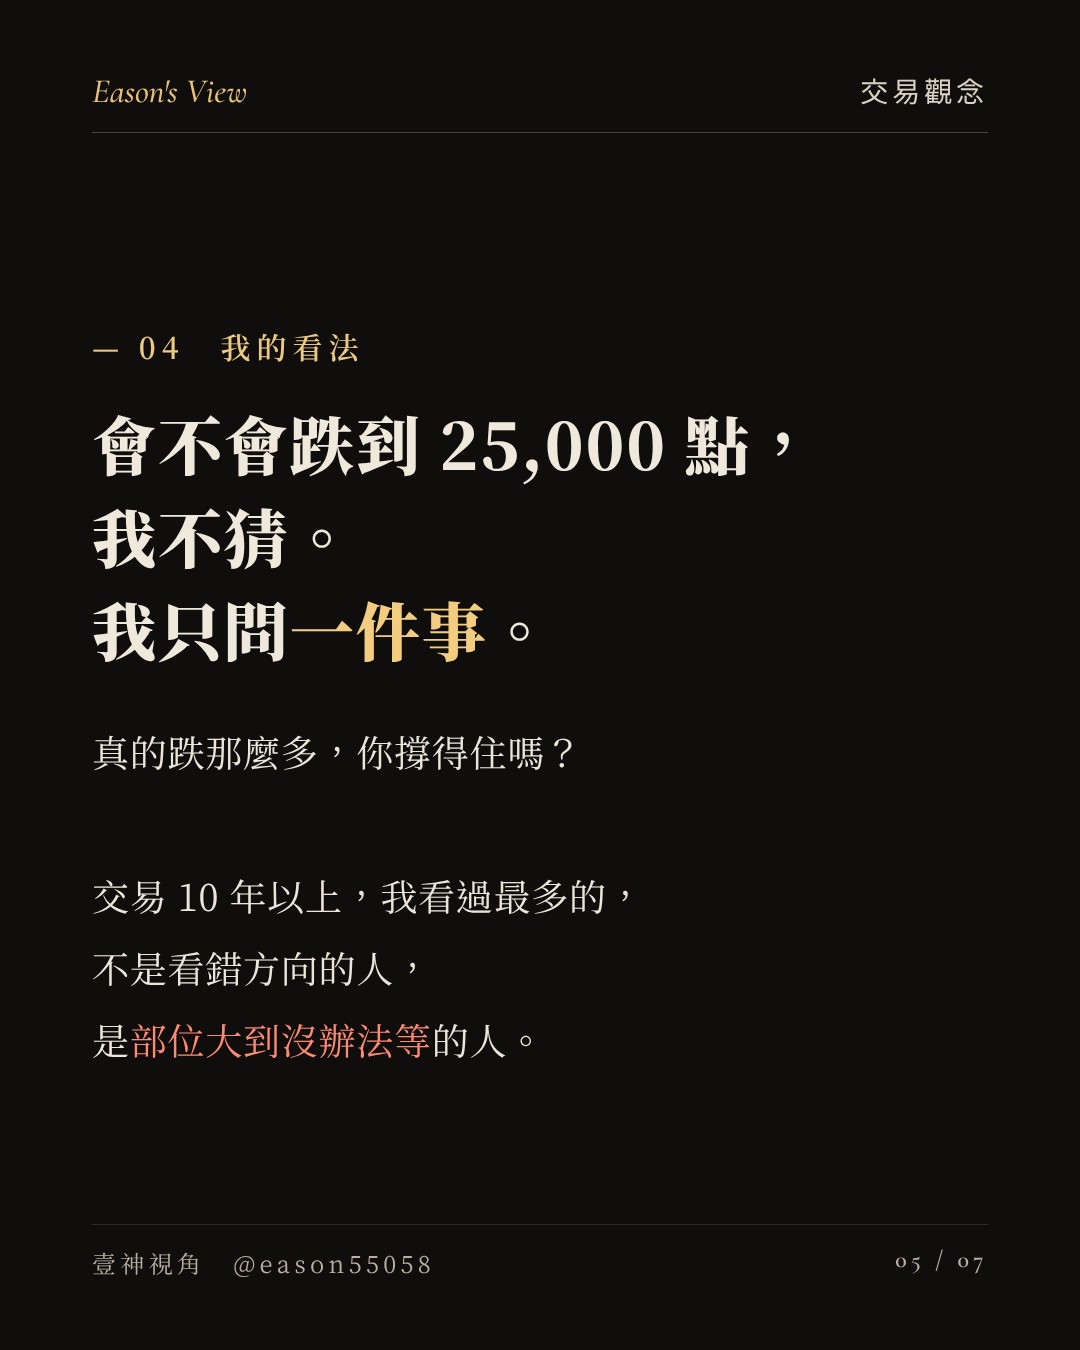 Eason's View
交易觀念
— 04 我的看法
會不會跌到 25,000 點，
我不猜。
我只問一件事。
真的跌那麼多，你撐得住嗎？
交易 10 年以上，我看過最多的，
不是看錯方向的人，
是部位大到沒辦法等的人。
壹神視角 @eason55058
05 / 07